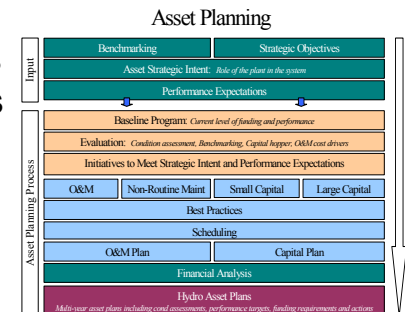 Asset Planning
Input
Benchmarking
Strategic Objectives
Asset Strategic Intent: Role of the plant in the system
Performance Expectations
Asset Planning Process
Baseline Program: Current level of funding and performance
Evaluation: Condition assessment, Benchmarking, Capital hopper, O&M cost drivers
Initiatives to Meet Strategic Intent and Performance Expectations
O&M
Non-Routine Maint
Small Capital
Large Capital
Best Practices
Scheduling
O&M Plan
Capital Plan
Financial Analysis
Hydro Asset Plans
Multi-year asset plans including cond assessments, performance targets, funding requirements and actions
s